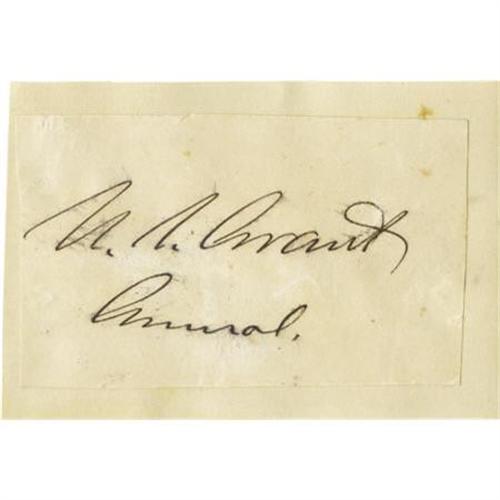 U. S. Grant
General.